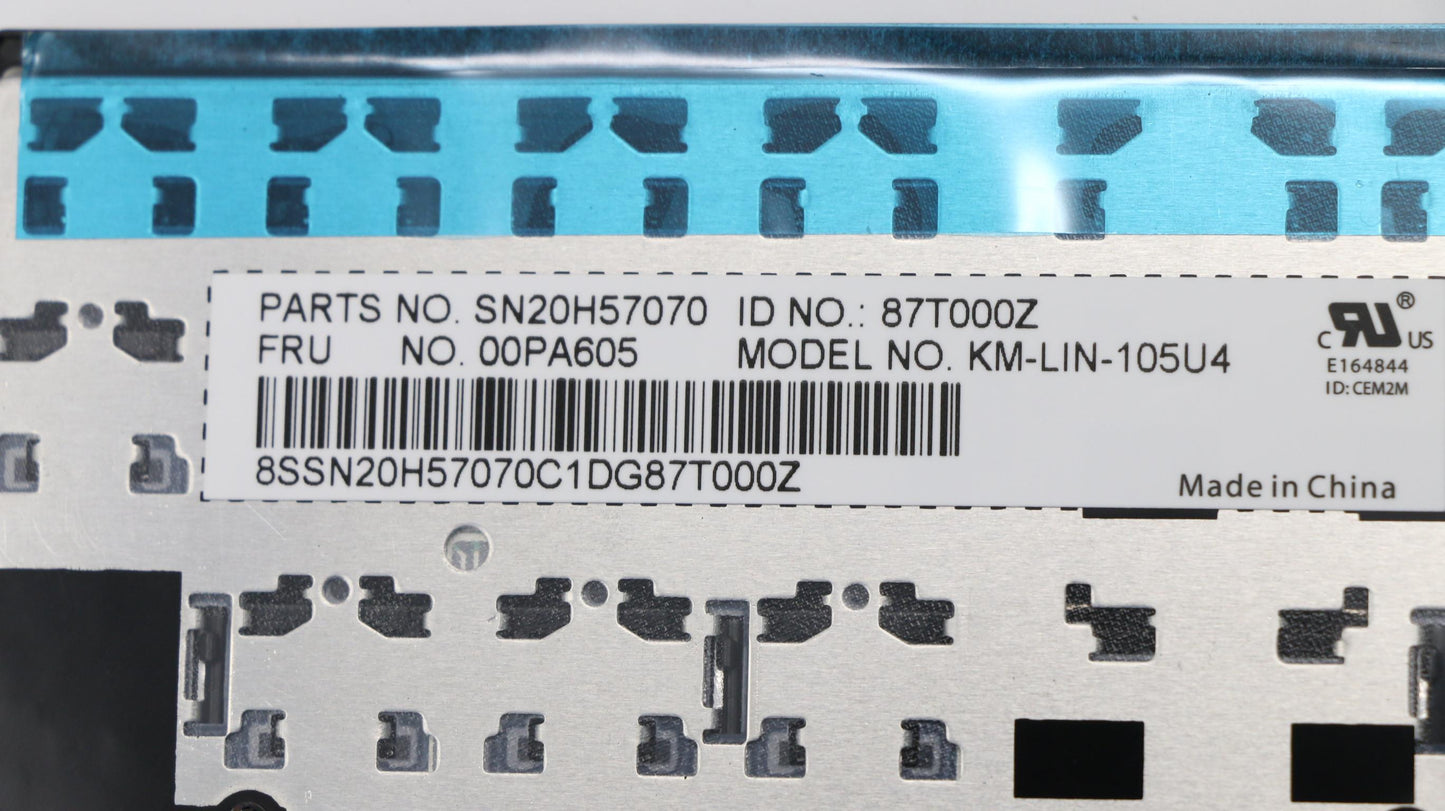 PARTS NO. SN20H57070 ID NO.: 87T000Z
FRU NO. 00PA605 MODEL NO. KM-LIN-105U4
8SSN20H57070C1DG87T000Z
c RU ® US
E164844
ID: CEM2M
Made in China